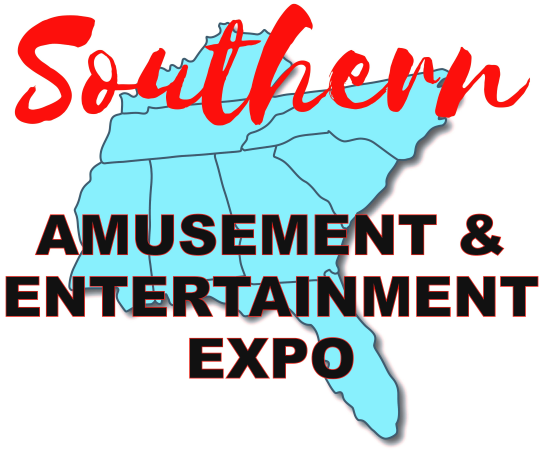 Southern
AMUSEMENT &
ENTERTAINMENT
EXPO